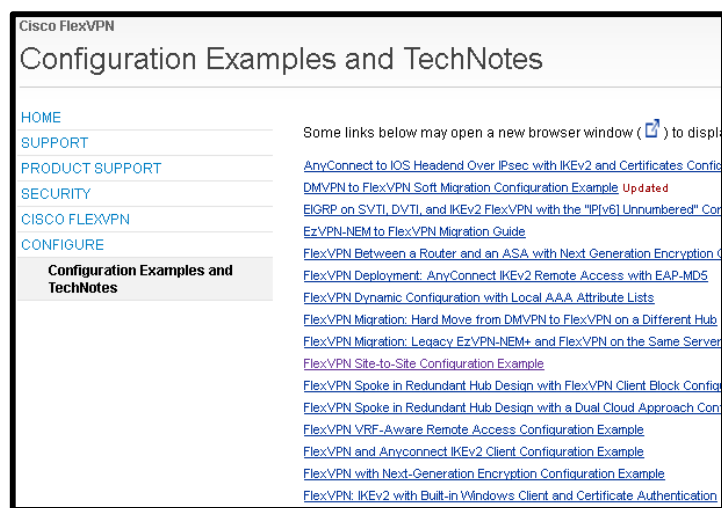 Cisco FlexVPN
Configuration Examples and TechNotes
HOME
SUPPORT
PRODUCT SUPPORT
SECURITY
CISCO FLEXVPN
CONFIGURE
Configuration Examples and
TechNotes
Some links below may open a new browser window ( ) to displ
AnyConnect to IOS Headend Over IPsec with IKEv2 and Certificates Confic
DMVPN to FlexVPN Soft Migration Configuration Example Updated
EIGRP on SVTI, DVTI, and IKEv2 FlexVPN with the "IP[v6] Unnumbered" Cor
EzVPN-NEM to FlexVPN Migration Guide
FlexVPN Between a Router and an ASA with Next Generation Encryption
FlexVPN Deployment: AnyConnect IKEv2 Remote Access with EAP-MD5
FlexVPN Dynamic Configuration with Local AAA Attribute Lists
FlexVPN Migration: Hard Move from DMVPN to FlexVPN on a Different Hub
FlexVPN Migration: Legacy EzVPN-NEM+ and FlexVPN on the Same Server
FlexVPN Site-to-Site Configuration Example
FlexVPN Spoke in Redundant Hub Design with FlexVPN Client Block Config
FlexVPN Spoke in Redundant Hub Design with a Dual Cloud Approach Con
FlexVPN VRF-Aware Remote Access Configuration Example
FlexVPN and Anyconnect IKEv2 Client Configuration Example
FlexVPN with Next-Generation Encryption Configuration Example
FlexVPN: IKEv2 with Built-in Windows Client and Certificate Authentication